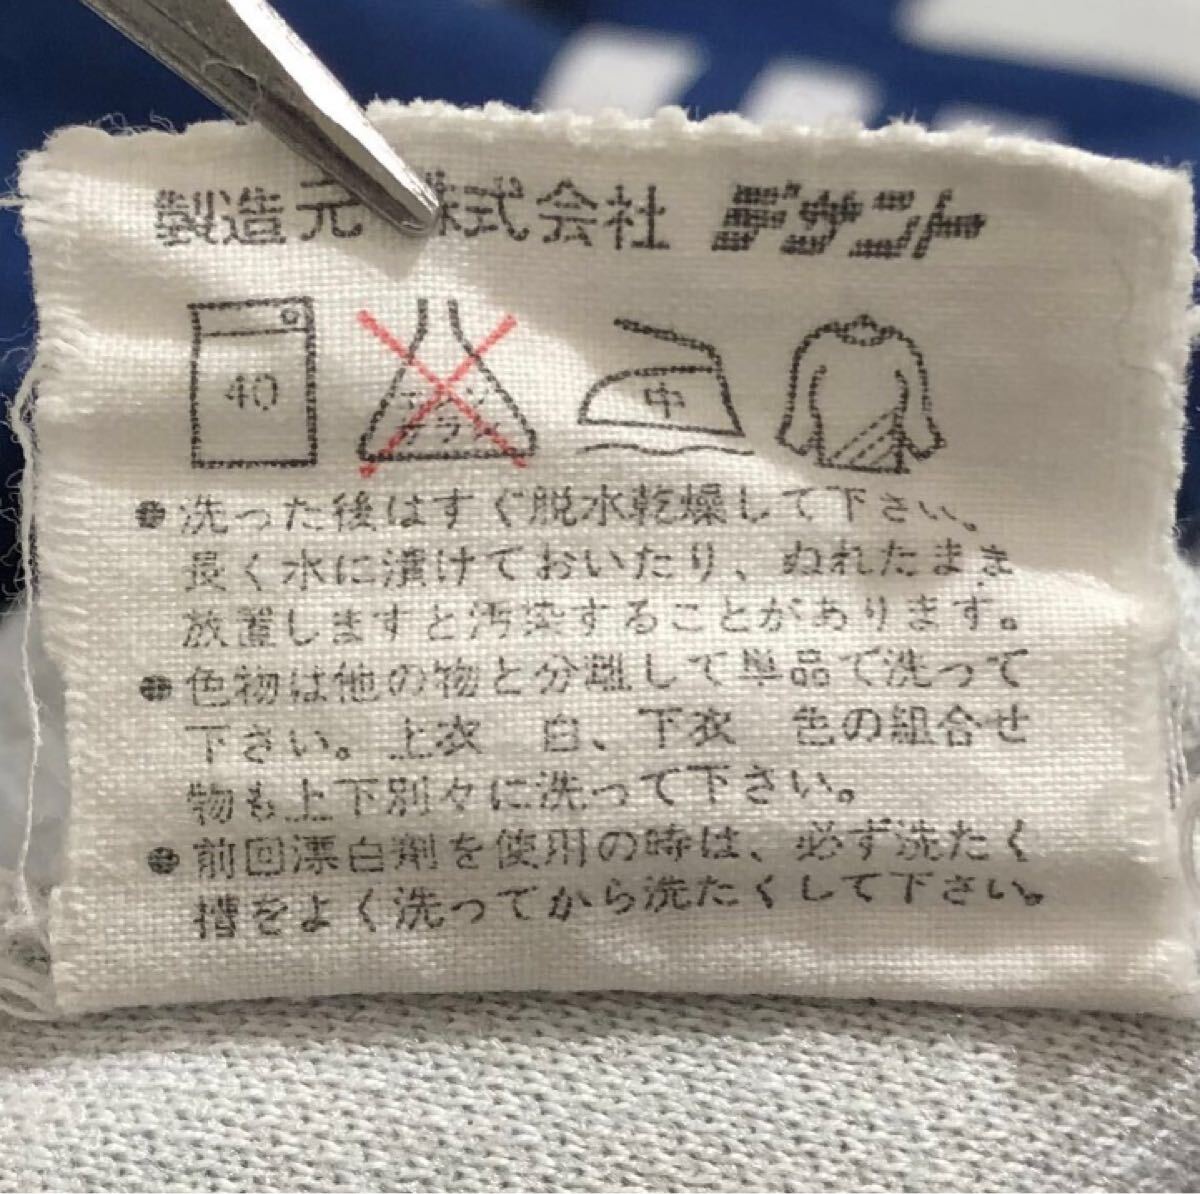 製造元 株式会社 デサント
40 エンソ サラシ 中
●洗った後はすぐ脱水乾燥して下さい。
長く水に漬けておいたり、ぬれたまま
放置しますと汚染することがあります。
●色物は他の物と分離して単品で洗って
下さい。上衣 白、下衣 色の組合せ
物も上下別々に洗って下さい。
●前回漂白剤を使用の時は、必ず洗たく
槽をよく洗ってから洗たくして下さい。